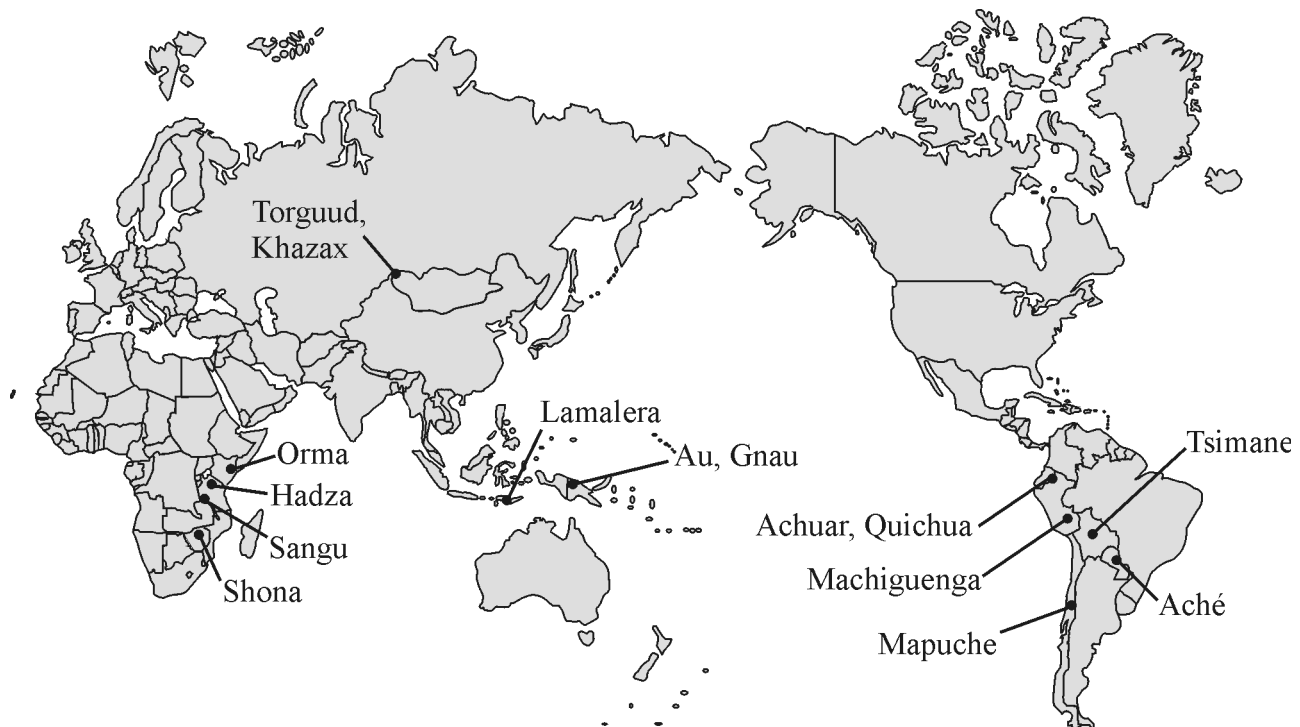 Torguud,
Khazax
Lamalera
Tsimane
Orma
Au, Gnau
Hadza
Achuar, Quichua
Sangu
Machiguenga
Shona
Aché
Mapuche